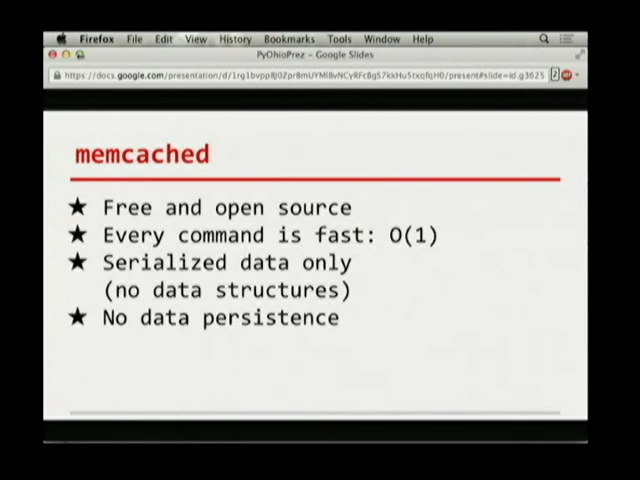 Firefox File Edit View History Bookmarks Tools Window Help
PyOhioPrez – Google Slides
memcached
★ Free and open source
★ Every command is fast: O(1)
★ Serialized data only
(no data structures)
★ No data persistence